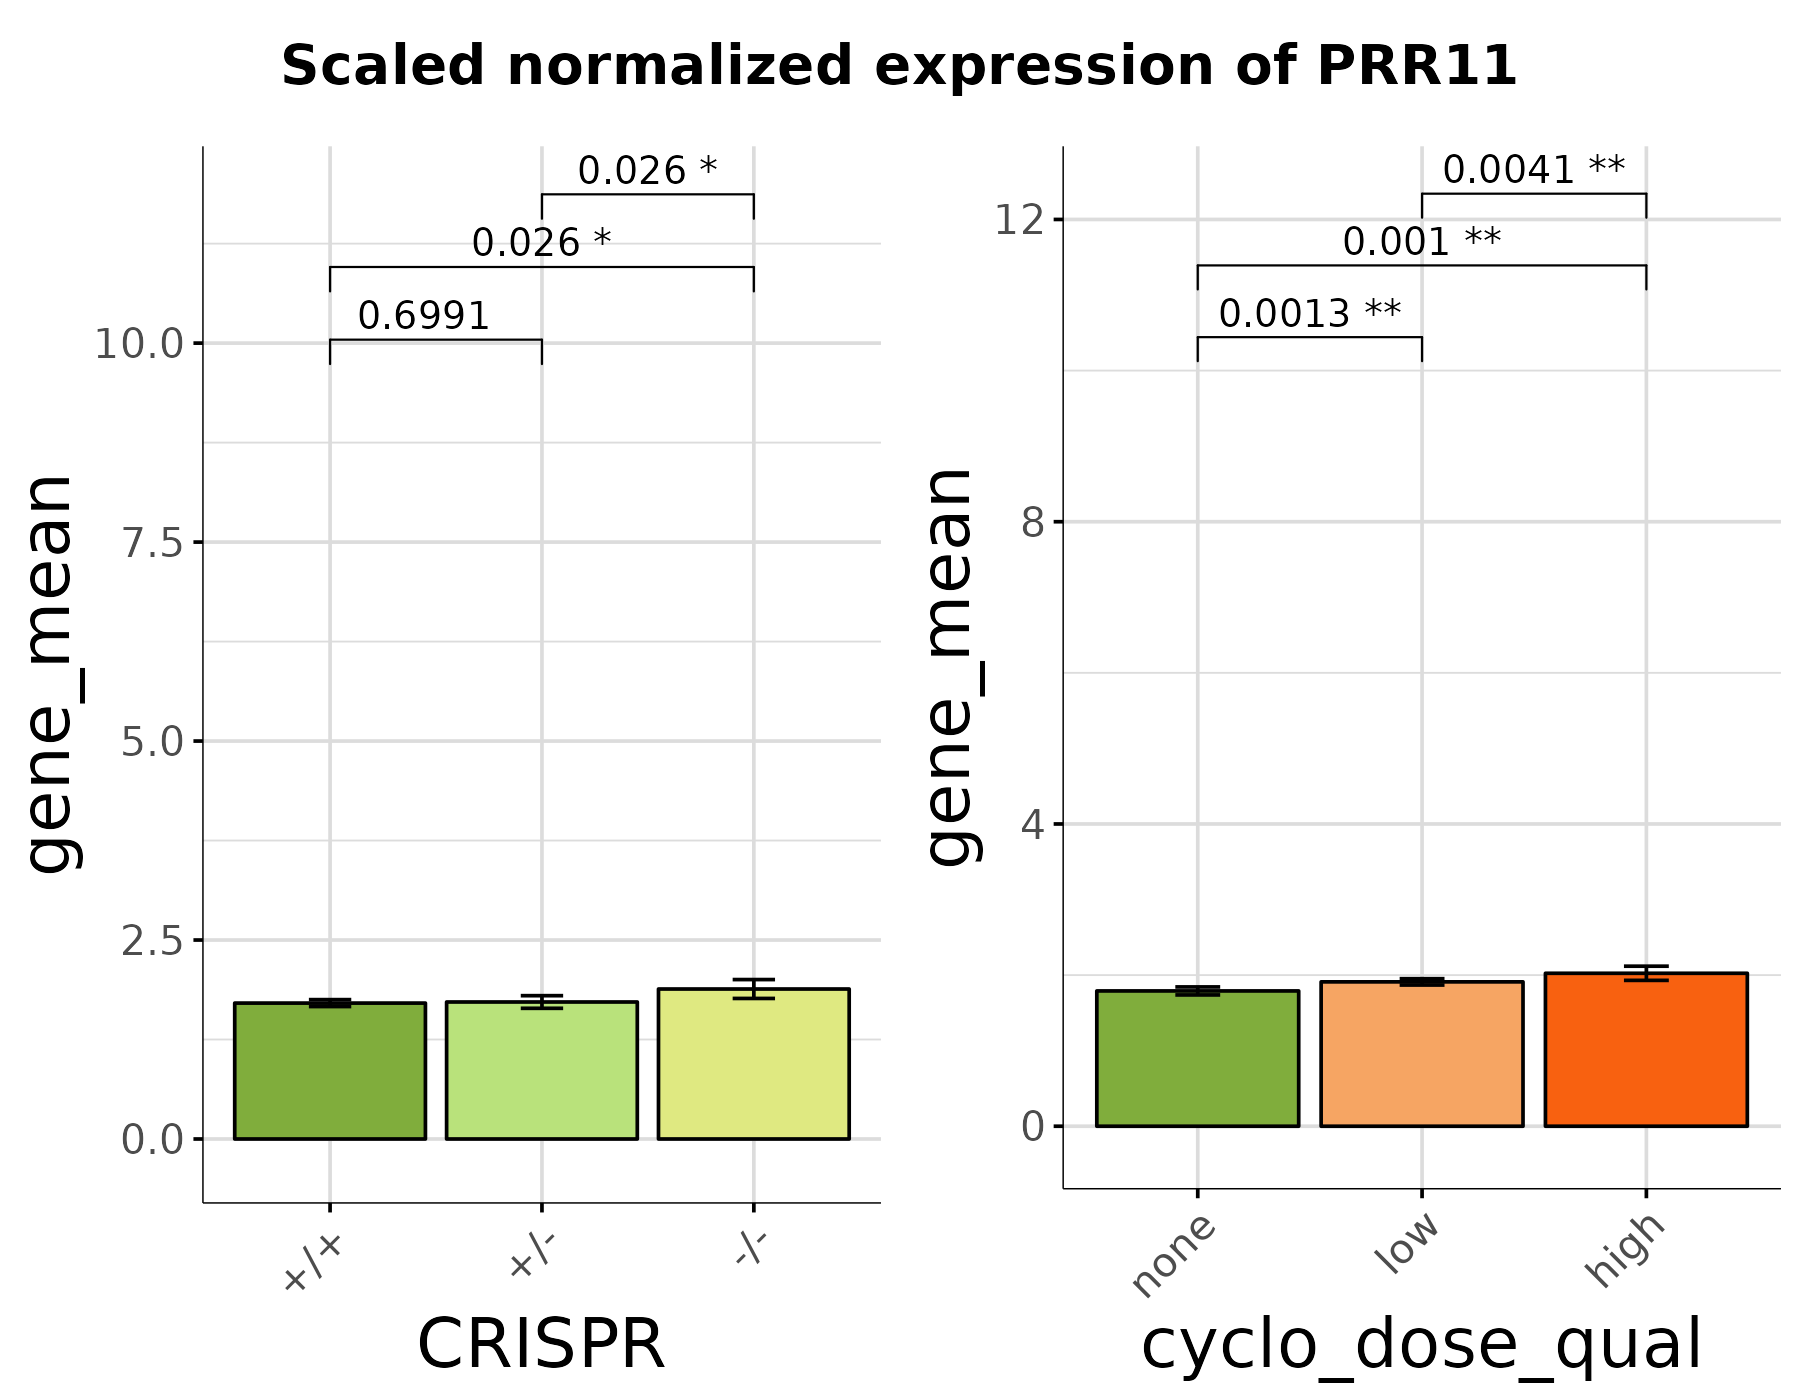 Scaled normalized expression of PRR11
0.026 *
0.026 *
0.6991
10.0
7.5
5.0
2.5
0.0
gene_mean
+/+
+/-
-/-
CRISPR
0.0041 **
0.001 **
0.0013 **
12
8
4
0
gene_mean
none
low
high
cyclo_dose_qual